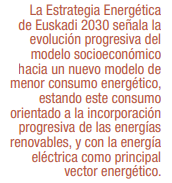 La Estrategia Energética
de Euskadi 2030 señala la
evolución progresiva del
modelo socioeconómico
hacia un nuevo modelo de
menor consumo energético,
estando este consumo
orientado a la incorporación
progresiva de las energías
renovables, y con la energía
eléctrica como principal
vector energético.